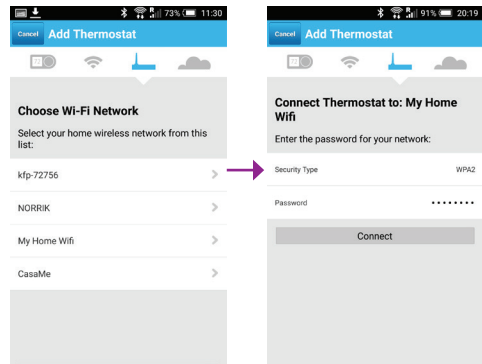 R
73%
11:30
Cancel
Add Thermostat
72
Choose Wi-Fi Network
Select your home wireless network from this
list:
kfp-72756
NORRIK
My Home Wifi
CasaMe
R
91%
20:19
Cancel
Add Thermostat
72
Connect Thermostat to: My Home
Wifi
Enter the password for your network:
Security Type
WPA2
Password
••••••••
Connect